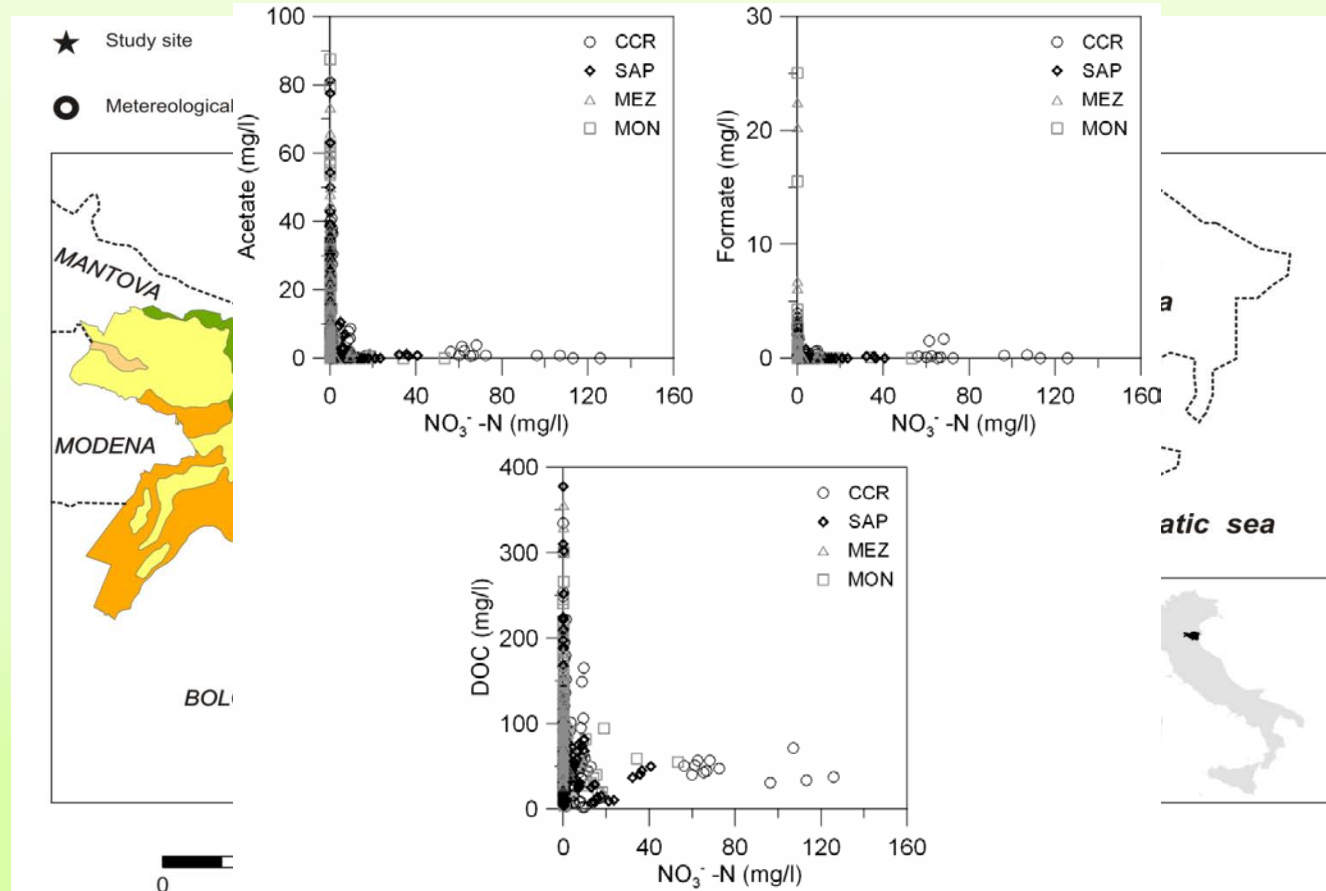 Study site
Metereological
MANTOVA
MODENA
0
100
80
60
40
20
0
Acetate (mg/l)
CCR
SAP
MEZ
MON
0 40 80 120 160
NO₃⁻ -N (mg/l)
30
20
10
0
Formate (mg/l)
CCR
SAP
MEZ
MON
0 40 80 120 160
NO₃⁻ -N (mg/l)
400
300
200
100
0
DOC (mg/l)
CCR
SAP
MEZ
MON
0 40 80 120 160
NO₃⁻ -N (mg/l)
a
atic sea